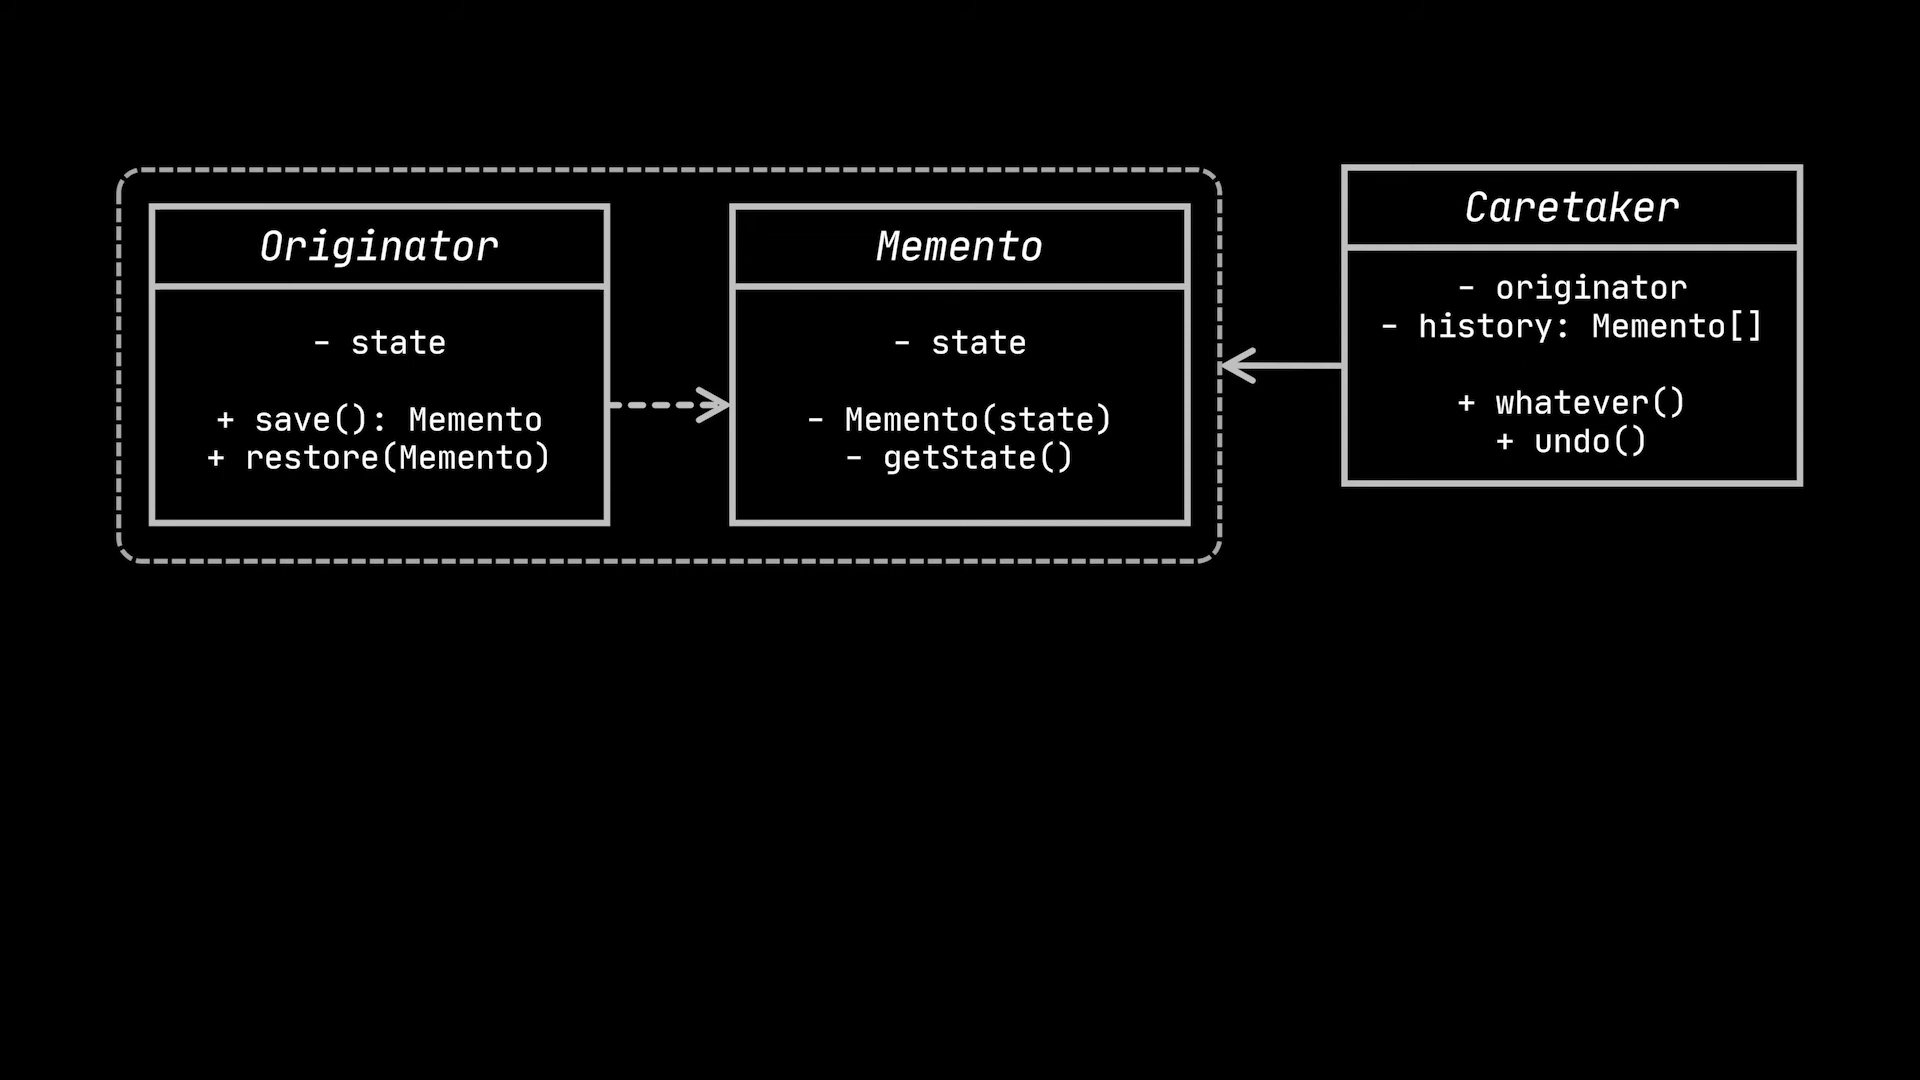 Originator
- state
+ save(): Memento
+ restore(Memento)
Memento
- state
- Memento(state)
- getState()
Caretaker
- originator
- history: Memento[]
+ whatever()
+ undo()